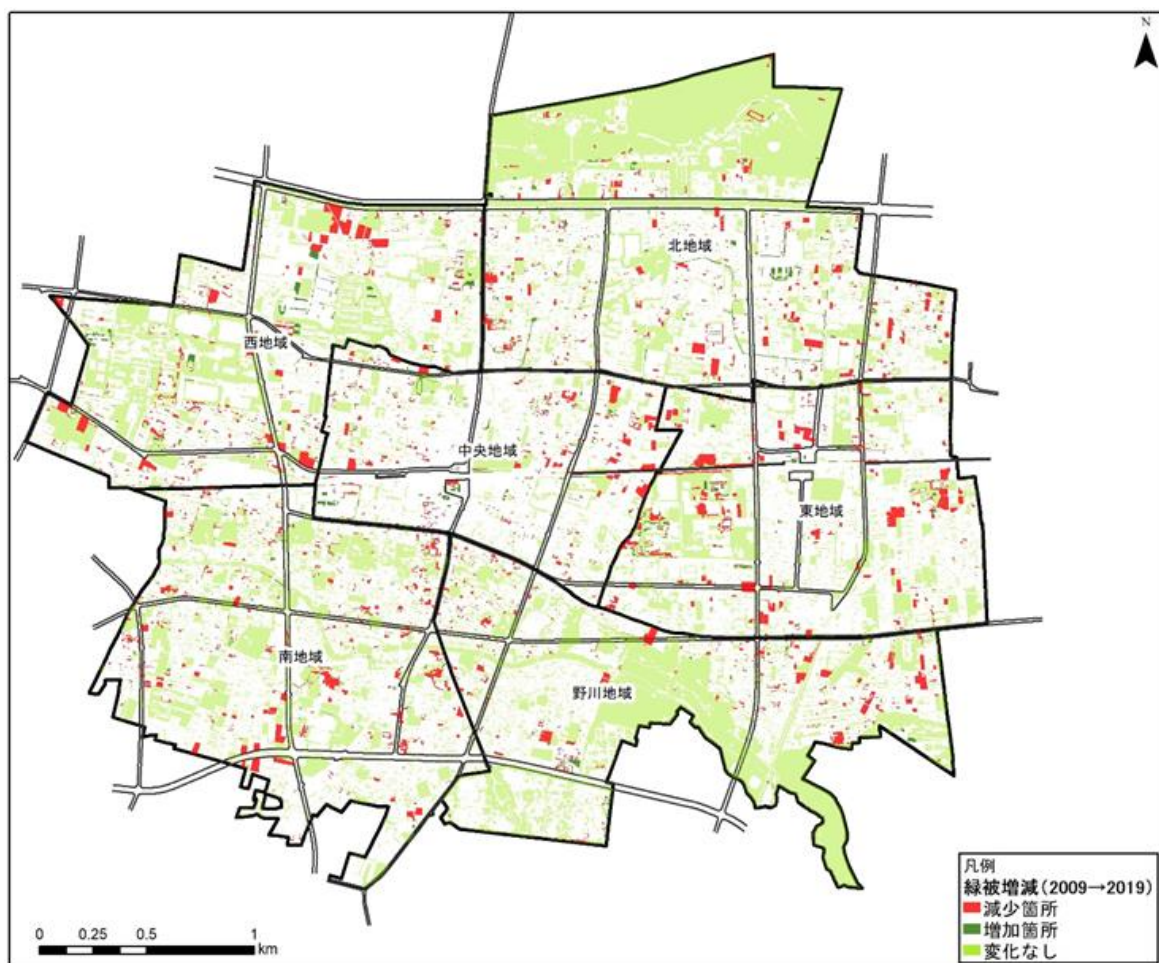 N
北地域
西地域
中央地域
東地域
南地域
野川地域
凡例
緑被増減(2009→2019)
減少箇所
増加箇所
変化なし
0 0.25 0.5 1
km